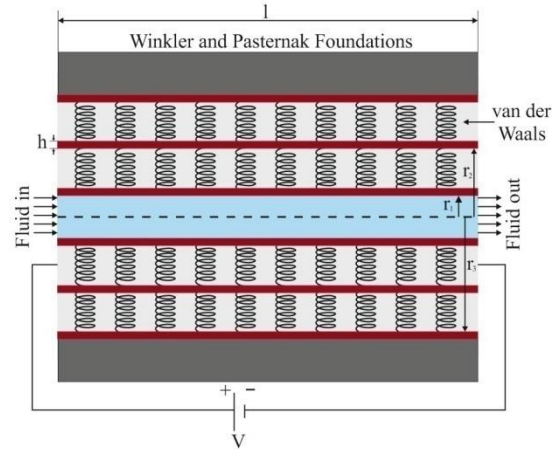 l
Winkler and Pasternak Foundations
van der
Waals
h
r₂
r₁
Fluid in
Fluid out
r₃
+ −
V